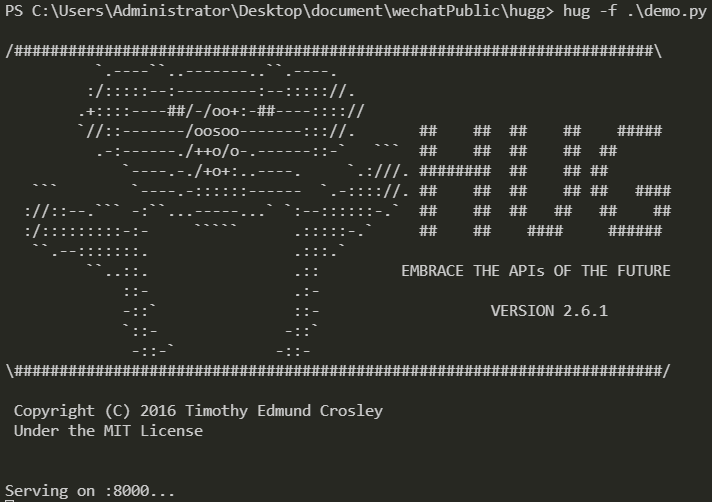 PS C:\Users\Administrator\Desktop\document\wechatPublic\hugg> hug -f .\demo.py
/#######################################################################\
          `.----``..-------..``.----.
         :/:::::--:---------:--::::://.
        .+::::----##/-/oo+:-##----:::://
        `//::-------/oosoo-------::://.       ##    ##  ##    ##    #####
          .-:------./++o/o-.------::-`   ```  ##    ##  ##    ##  ##
             `----.-./+o+:..----.     `.:///. ########  ##    ## ##
   ```        `----.-::::::------  `.-:::://. ##    ##  ##    ## ##   ####
  ://::--.``` -:``...-----...` `:--::::::-.`  ##    ##  ##   ##   ##    ##
  :/:::::::::-:-     `````      .:::::-.`     ##    ##    ####     ######
   ``.--:::::::.                .:::.`
         ``..::.                .::         EMBRACE THE APIs OF THE FUTURE
             ::-                .:-
             -::`               ::-                   VERSION 2.6.1
             `::-              -::`
              -::-`           -::-
\########################################################################/
Copyright (C) 2016 Timothy Edmund Crosley
Under the MIT License
Serving on :8000...